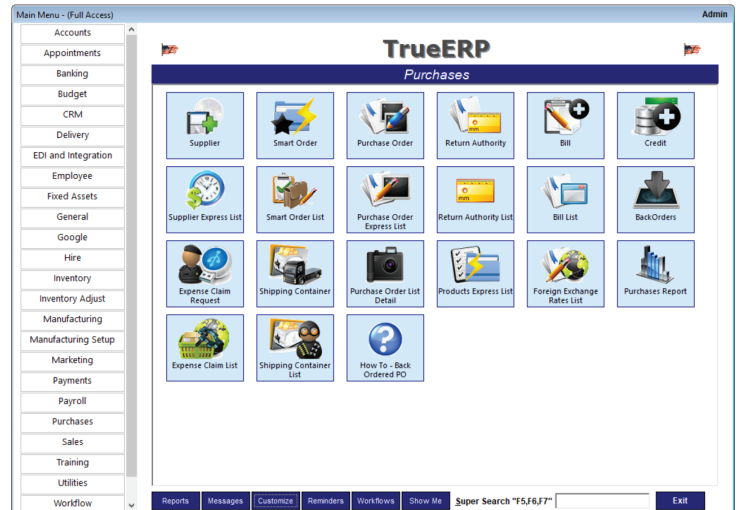 Main Menu - (Full Access)
Admin
Accounts
Appointments
Banking
Budget
CRM
Delivery
EDI and Integration
Employee
Fixed Assets
General
Google
Hire
Inventory
Inventory Adjust
Manufacturing
Manufacturing Setup
Marketing
Payments
Payroll
Purchases
Sales
Training
Utilities
Workflow
TrueERP
Purchases
Supplier
Smart Order
Purchase Order
mm
Return Authority
Bill
Credit
Supplier Express List
Smart Order List
Purchase Order
Express List
mm
Return Authority List
Bill List
BackOrders
Expense Claim
Request
Shipping Container
Purchase Order List
Detail
Products Express List
Foreign Exchange
Rates List
Purchases Report
Expense Claim List
Shipping Container
List
How To - Back
Ordered PO
Reports
Messages
Customize
Reminders
Workflows
Show Me
Super Search "F5,F6,F7"
Exit